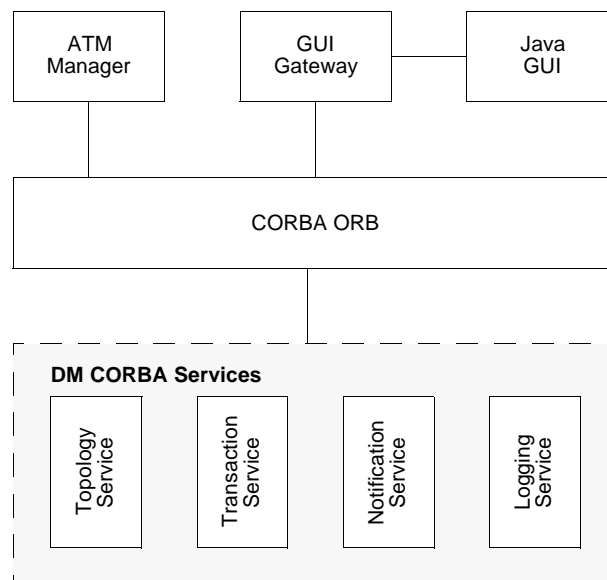 ATM
Manager
GUI
Gateway
Java
GUI
CORBA ORB
DM CORBA Services
Topology
Service
Transaction
Service
Notification
Service
Logging
Service